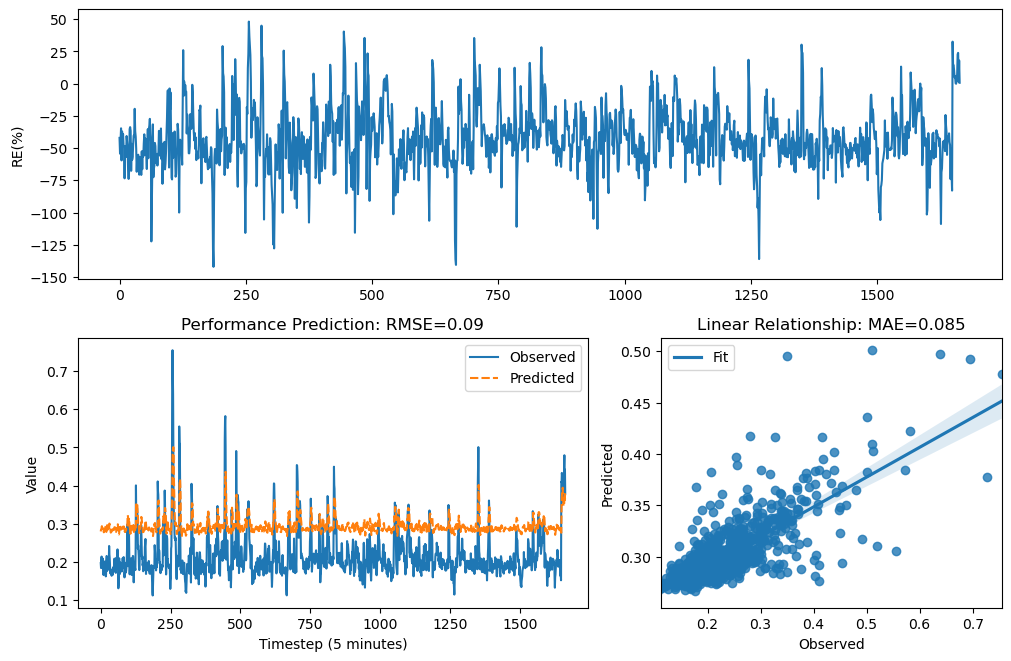 50
25
0
−25
−50
−75
−100
−125
−150
RE(%)
0 250 500 750 1000 1250 1500
Performance Prediction: RMSE=0.09
Observed
Predicted
0.7
0.6
0.5
0.4
0.3
0.2
0.1
Value
0 250 500 750 1000 1250 1500
Timestep (5 minutes)
Linear Relationship: MAE=0.085
Fit
0.50
0.45
0.40
0.35
0.30
Predicted
0.2 0.3 0.4 0.5 0.6 0.7
Observed